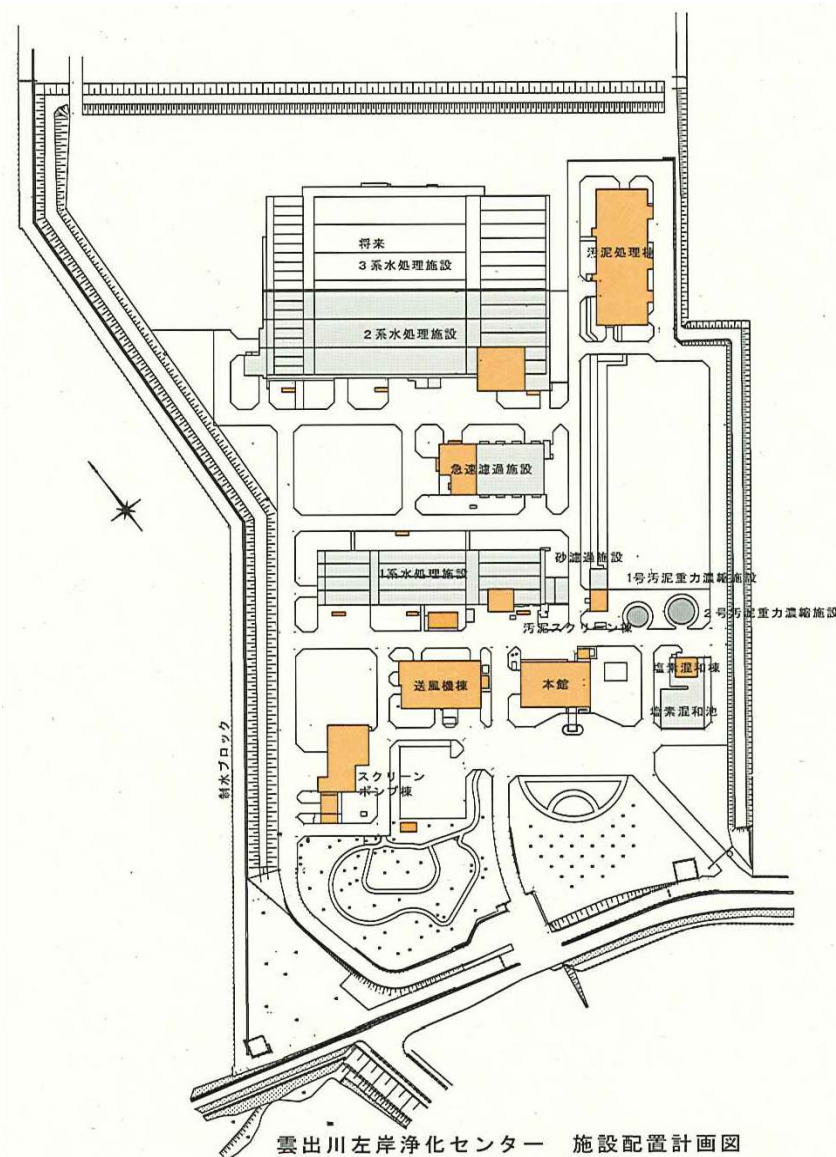 汚泥処理棟
将来
3系水処理施設
2系水処理施設
急速濾過施設
砂濾過施設
1系水処理施設
1号汚泥重力濃縮施設
2号汚泥重力濃縮施設
汚泥スクリーン棟
塩素混和棟
送風機棟
本館
塩素混和池
制水ブロック
スクリーン
ポンプ棟
雲出川左岸浄化センター 施設配置計画図